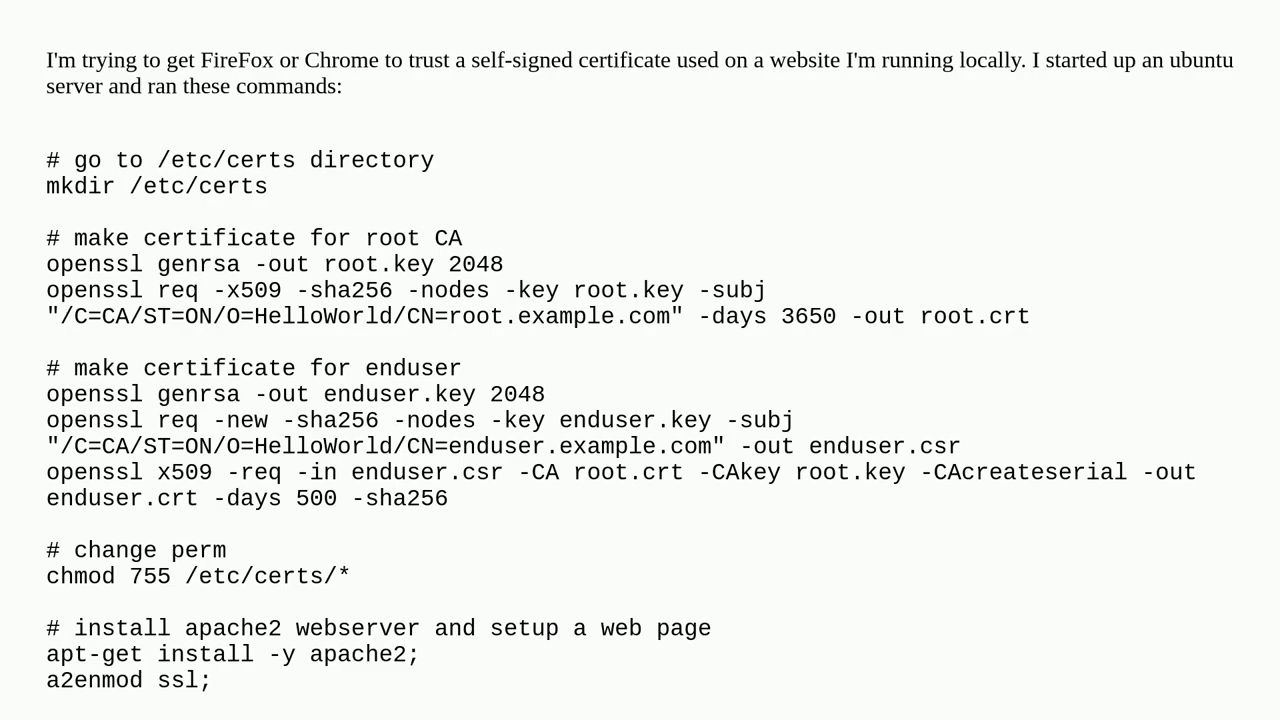 I'm trying to get FireFox or Chrome to trust a self-signed certificate used on a website I'm running locally. I started up an ubuntu
server and ran these commands:
# go to /etc/certs directory
mkdir /etc/certs
# make certificate for root CA
openssl genrsa -out root.key 2048
openssl req -x509 -sha256 -nodes -key root.key -subj
"/C=CA/ST=ON/O=HelloWorld/CN=root.example.com" -days 3650 -out root.crt
# make certificate for enduser
openssl genrsa -out enduser.key 2048
openssl req -new -sha256 -nodes -key enduser.key -subj
"/C=CA/ST=ON/O=HelloWorld/CN=enduser.example.com" -out enduser.csr
openssl x509 -req -in enduser.csr -CA root.crt -CAkey root.key -CAcreateserial -out
enduser.crt -days 500 -sha256
# change perm
chmod 755 /etc/certs/*
# install apache2 webserver and setup a web page
apt-get install -y apache2;
a2enmod ssl;